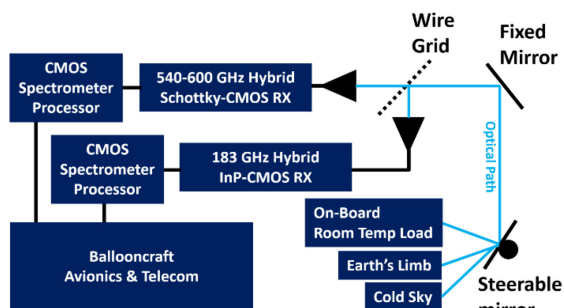 Wire
Grid
Fixed
Mirror
CMOS
Spectrometer
Processor
540-600 GHz Hybrid
Schottky-CMOS RX
CMOS
Spectrometer
Processor
183 GHz Hybrid
InP-CMOS RX
Optical Path
On-Board
Room Temp Load
Earth's Limb
Cold Sky
Ballooncraft
Avionics & Telecom
Steerable
mirror